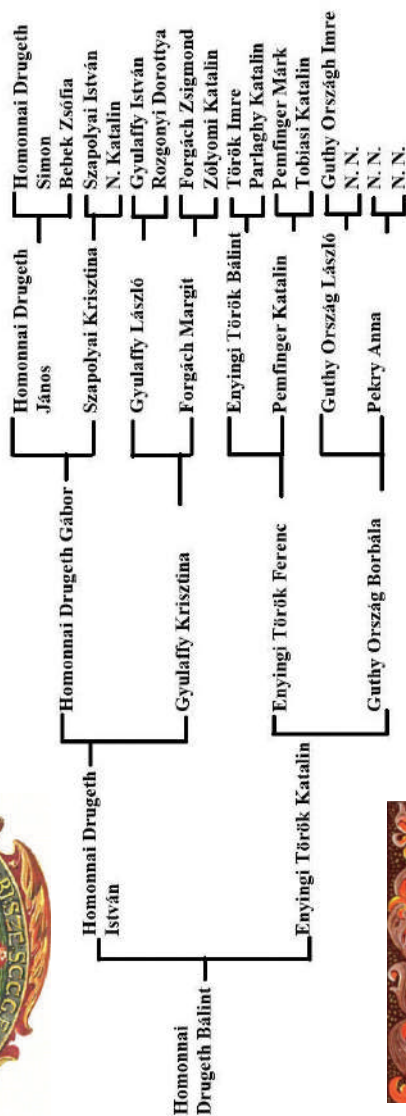 Homonnai
Drugeth Bálint
Homonnai Drugeth
István
Enyingi Török Katalin
Homonnai Drugeth Gábor
Gyulaffy Krisztina
Enyingi Török Ferenc
Guthy Ország Borbála
Homonnai Drugeth
János
Szapolyai Krisztina
Gyulaffy László
Forgách Margit
Enyingi Török Bálint
Pemfinger Katalin
Guthy Ország László
Pekry Anna
Homonnai Drugeth
Simon
Bebek Zsófia
Szapolyai István
N. Katalin
Gyulaffy István
Rozgonyi Dorottya
Forgách Zsigmond
Zólyomi Katalin
Török Imre
Parlaghy Katalin
Pemfinger Márk
Tobiasi Katalin
Guthy Országh Imre
N. N.
N. N.
N. N.